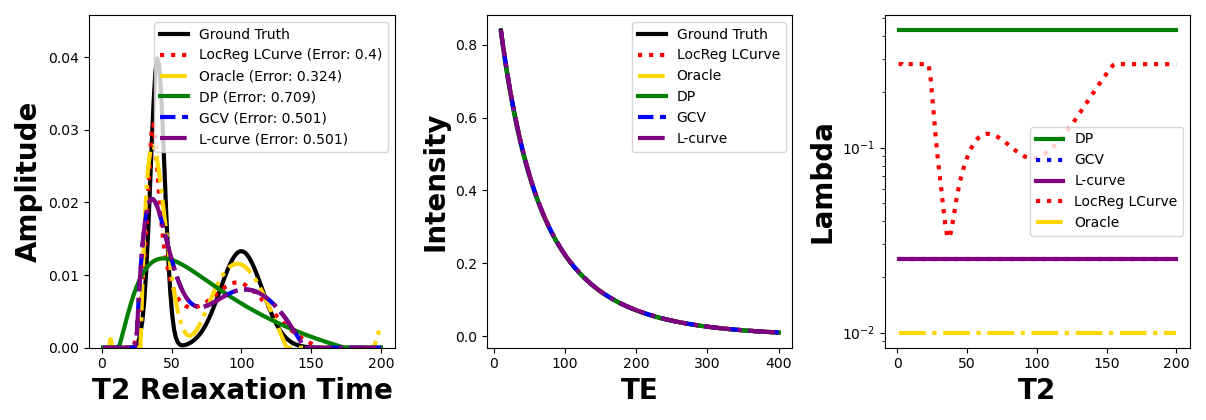 0.04
0.03
0.02
0.01
0.00
Amplitude
Ground Truth
LocReg LCurve (Error: 0.4)
Oracle (Error: 0.324)
DP (Error: 0.709)
GCV (Error: 0.501)
L-curve (Error: 0.501)
0 50 100 150 200
T2 Relaxation Time
0.8
0.6
0.4
0.2
0.0
Intensity
Ground Truth
LocReg LCurve
Oracle
DP
GCV
L-curve
0 100 200 300 400
TE
10⁻¹
10⁻²
Lambda
DP
GCV
L-curve
LocReg LCurve
Oracle
0 50 100 150 200
T2